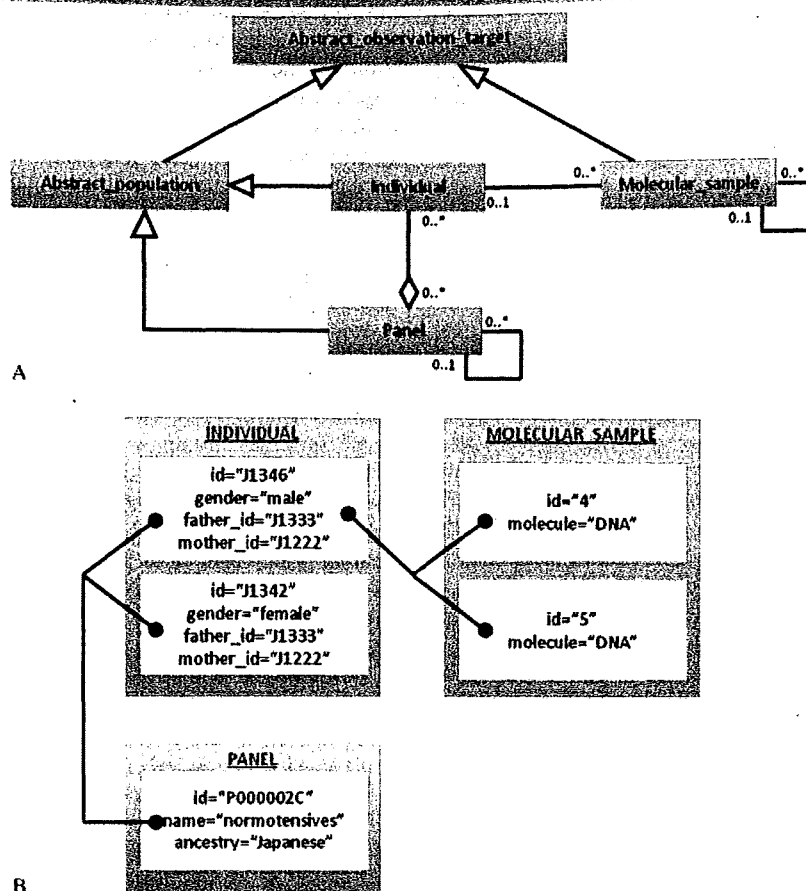 Abstract_observation_target
Abstract_population
Individual
Molecular_sample
0..*
0..*
0..1
0..1
0..*
0..*
Panel
0..*
0..1
A
INDIVIDUAL
id="J1346"
gender="male"
father_id="J1333"
mother_id="J1222"
id="J1342"
gender="female"
father_id="J1333"
mother_id="J1222"
MOLECULAR_SAMPLE
id="4"
molecule="DNA"
id="5"
molecule="DNA"
PANEL
id="P000002C"
name="normotensives"
ancestry="Japanese"
B